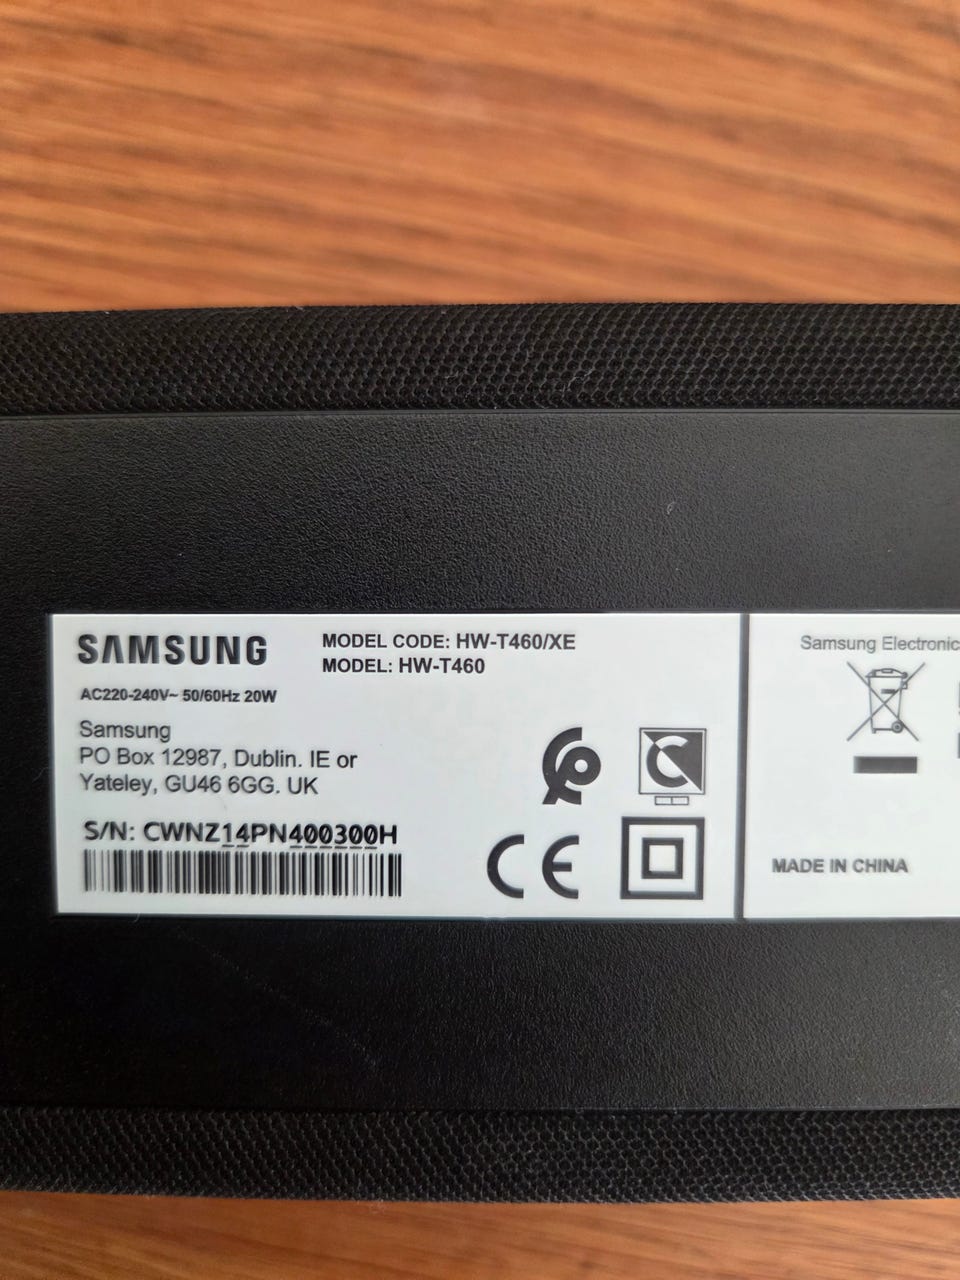 SAMSUNG
MODEL CODE: HW-T460/XE
MODEL: HW-T460
AC220-240V~ 50/60Hz 20W
Samsung
PO Box 12987, Dublin. IE or
Yateley, GU46 6GG. UK
S/N: CWNZ14PN400300H
CE
Samsung Electronic
MADE IN CHINA